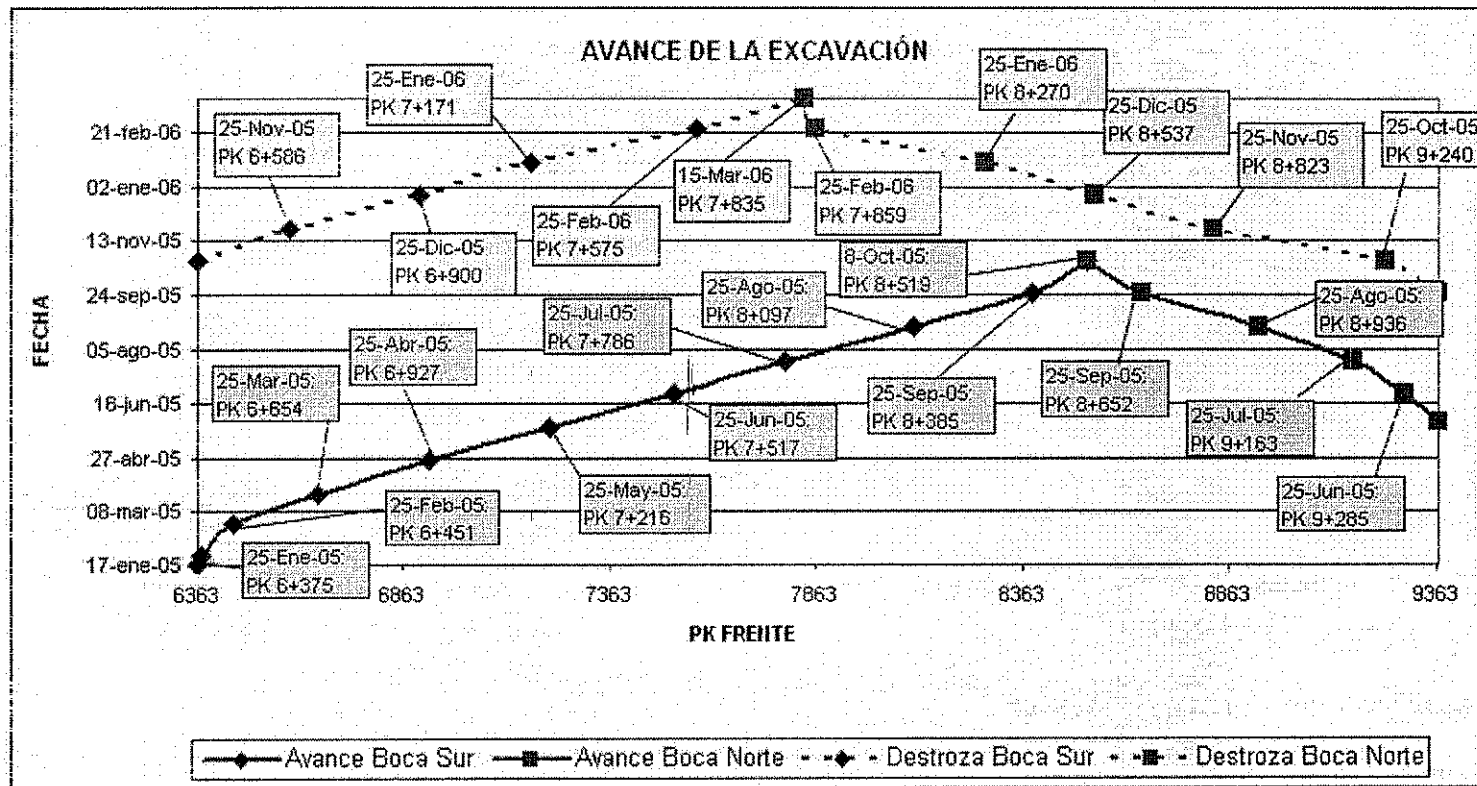 AVANCE DE LA EXCAVACIÓN
25-Ene-06
PK 7+171
25-Ene-06
PK 8+270
25-Dic-05
PK 8+537
25-Nov-05
PK 6+586
25-Nov-05
PK 8+823
25-Oct-05
PK 9+240
15-Mar-06
PK 7+835
25-Feb-06
PK 7+859
25-Feb-06
PK 7+575
25-Dic-05
PK 6+900
8-Oct-05:
PK 8+519
25-Ago-05:
PK 8+097
25-Ago-05:
PK 8+936
25-Jul-05:
PK 7+786
25-Abr-05:
PK 6+927
25-Mar-05:
PK 6+654
25-Sep-05:
PK 8+385
25-Sep-05:
PK 8+652
25-Jul-05:
PK 9+163
25-Jun-05:
PK 7+517
25-May-05:
PK 7+216
25-Jun-05:
PK 9+285
25-Feb-05:
PK 6+451
25-Ene-05:
PK 6+375
FECHA
21-feb-06
02-ene-06
13-nov-05
24-sep-05
05-ago-05
16-jun-05
27-abr-05
08-mar-05
17-ene-05
6363 6863 7363 7863 8363 8863 9363
PK FRENTE
Avance Boca Sur Avance Boca Norte Destroza Boca Sur Destroza Boca Norte